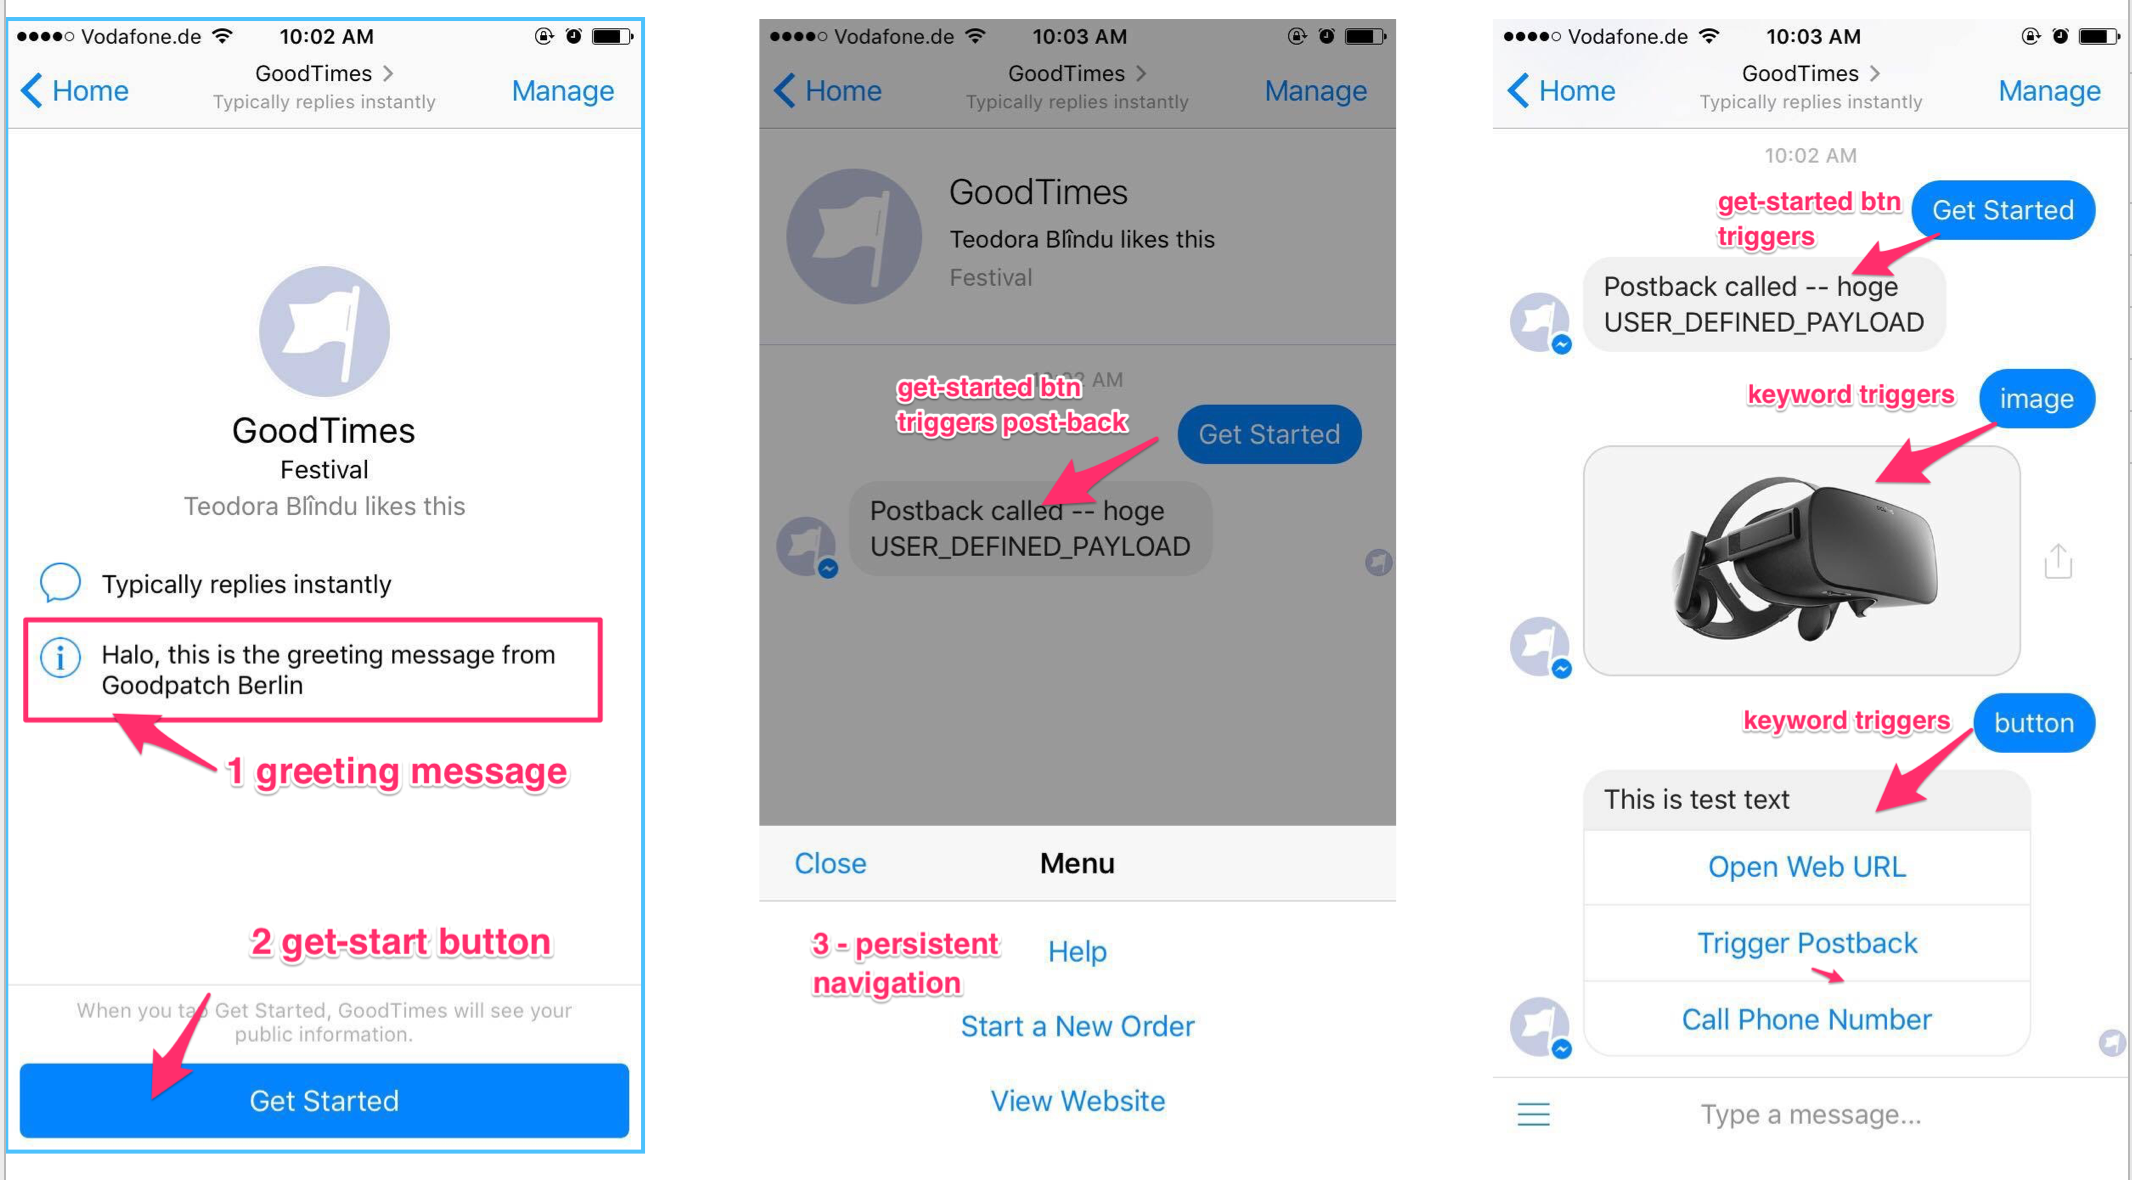 Vodafone.de
10:02 AM
Home
GoodTimes
Typically replies instantly
Manage
GoodTimes
Festival
Teodora Blîndu likes this
Typically replies instantly
Halo, this is the greeting message from
Goodpatch Berlin
1 greeting message
2 get-start button
When you tap Get Started, GoodTimes will see your
public information.
Get Started
Vodafone.de
10:03 AM
Home
GoodTimes
Typically replies instantly
Manage
GoodTimes
Teodora Blîndu likes this
Festival
10:02 AM
get-started btn
triggers post-back
Get Started
Postback called -- hoge
USER_DEFINED_PAYLOAD
Close
Menu
3 - persistent
navigation
Help
Start a New Order
View Website
Vodafone.de
10:03 AM
Home
GoodTimes
Typically replies instantly
Manage
10:02 AM
get-started btn
triggers
Get Started
Postback called -- hoge
USER_DEFINED_PAYLOAD
keyword triggers
image
keyword triggers
button
This is test text
Open Web URL
Trigger Postback
Call Phone Number
Type a message...